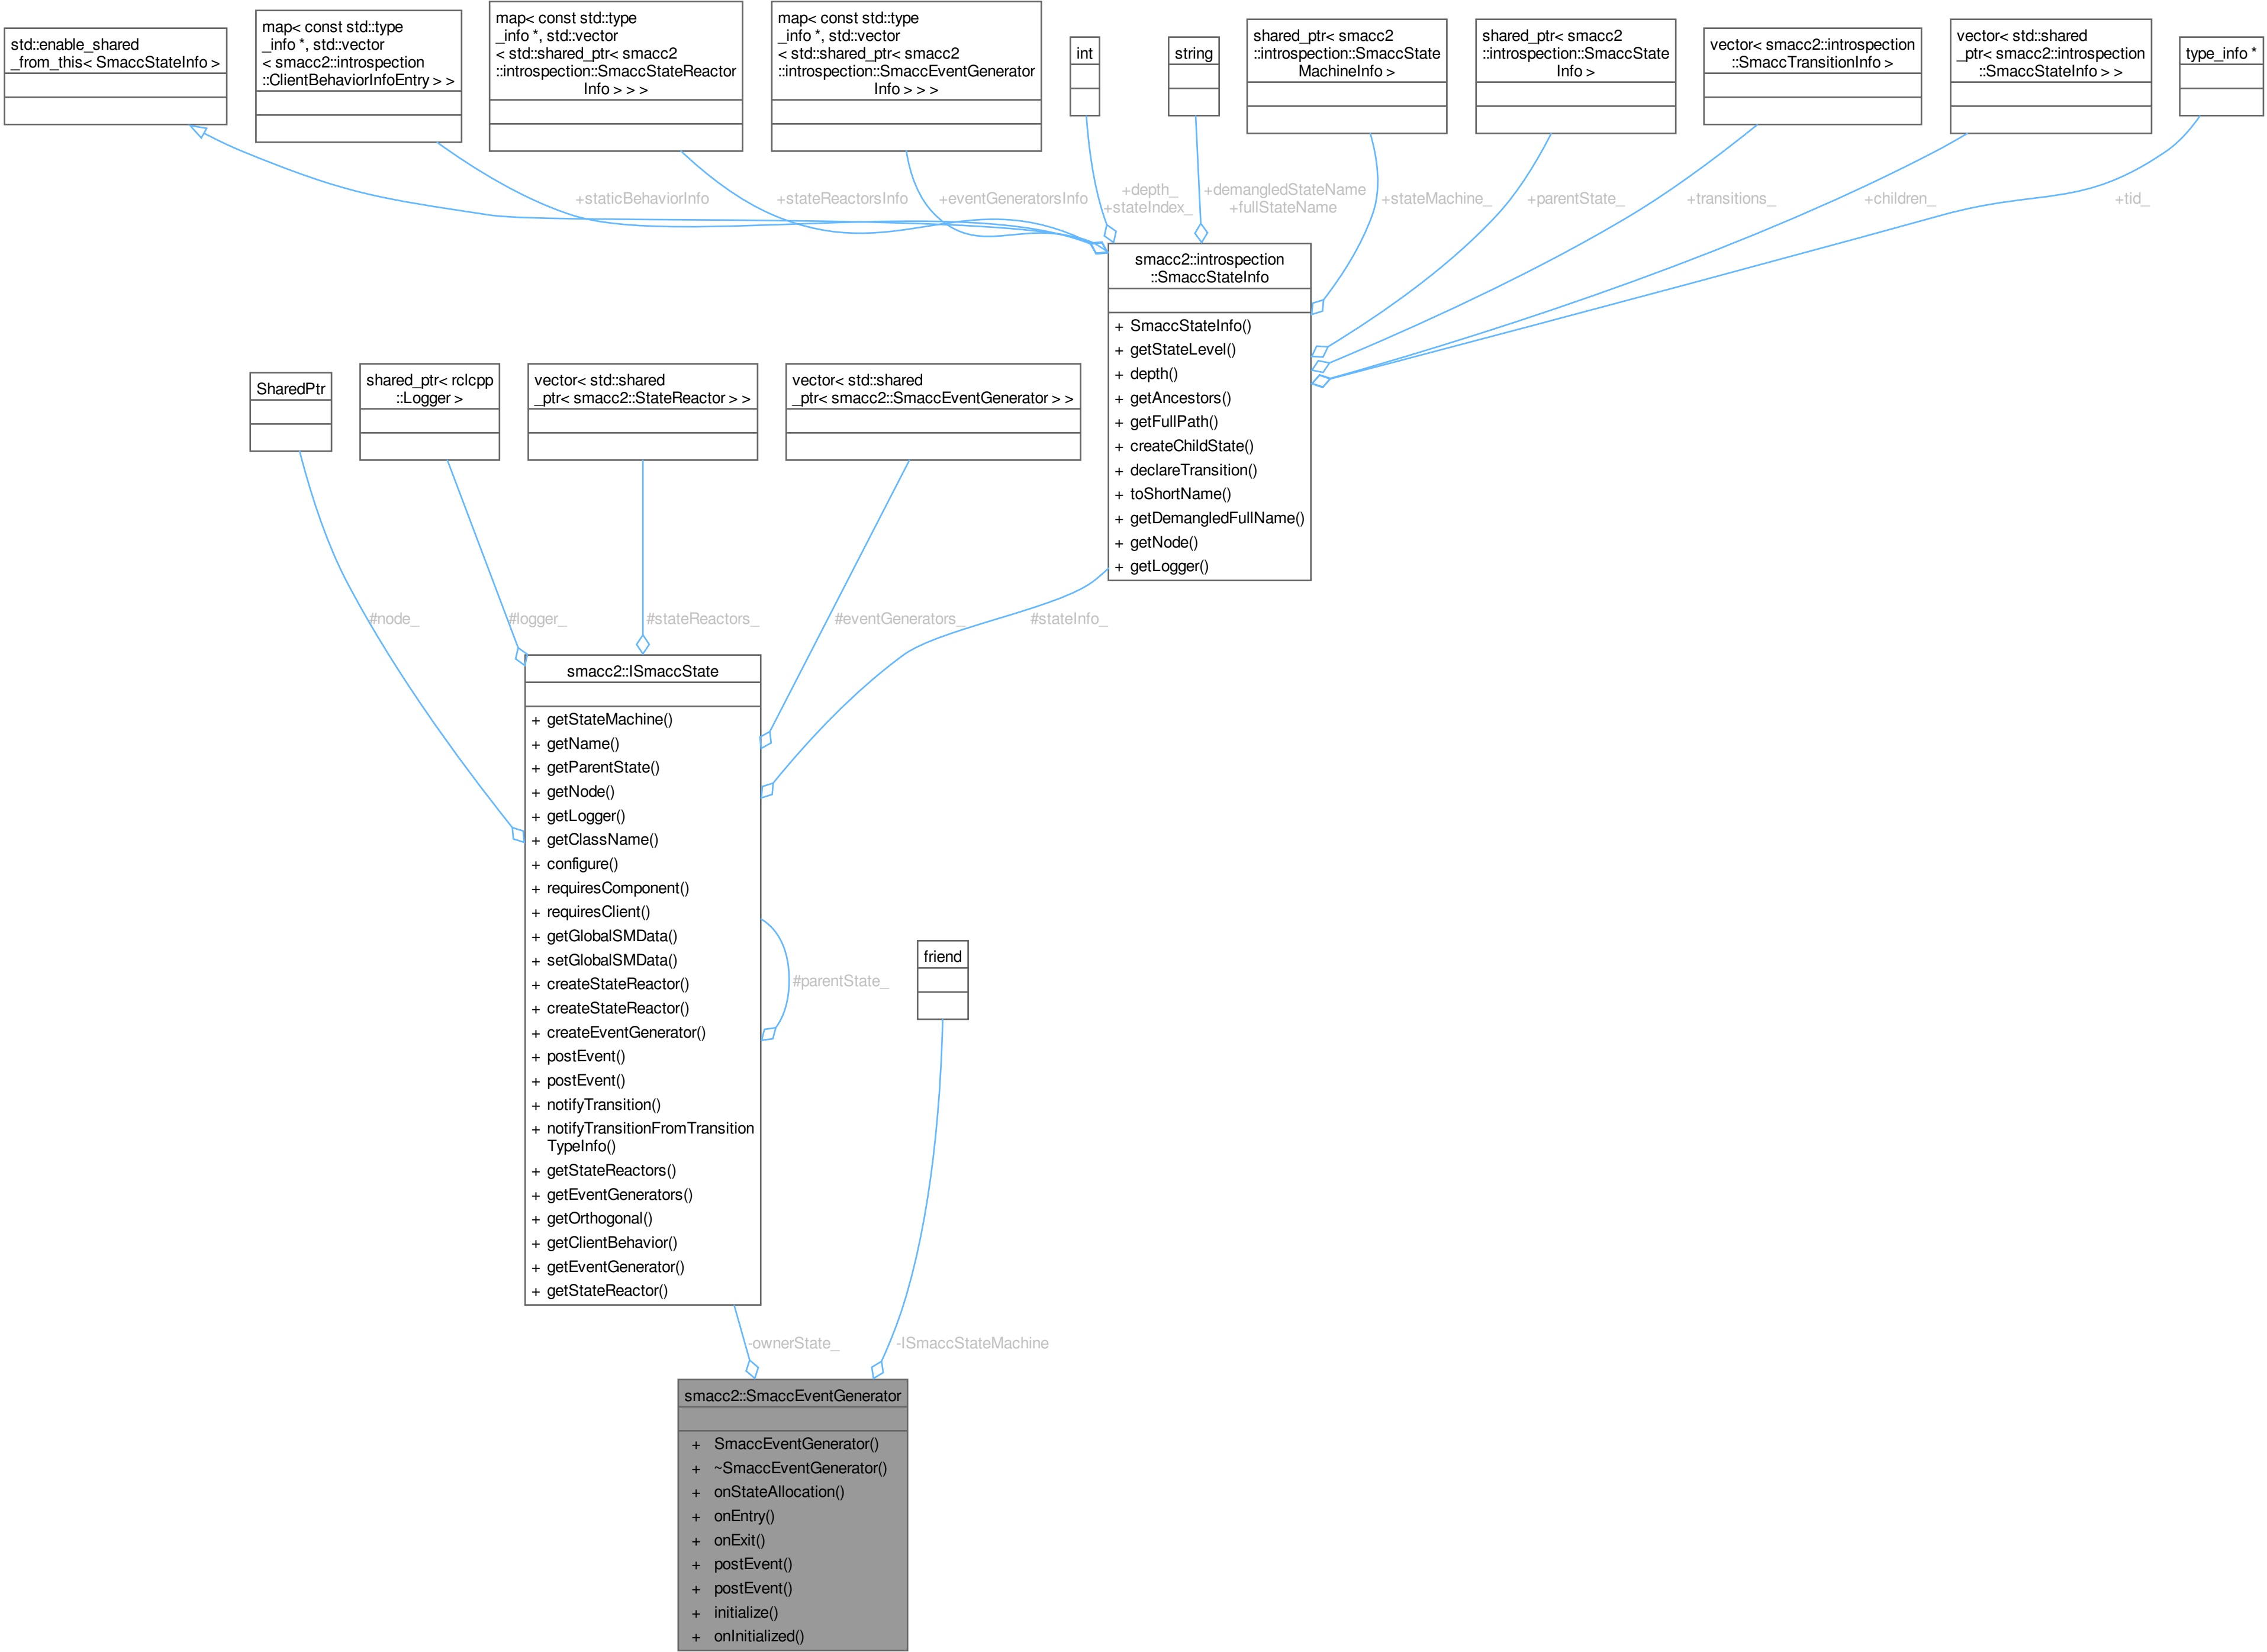 std::enable_shared
_from_this< SmaccStateInfo >
map< const std::type
_info *, std::vector
< smacc2::introspection
::ClientBehaviorInfoEntry > >
map< const std::type
_info *, std::vector
< std::shared_ptr< smacc2
::introspection::SmaccStateReactor
Info > > >
map< const std::type
_info *, std::vector
< std::shared_ptr< smacc2
::introspection::SmaccEventGenerator
Info > > >
int
string
shared_ptr< smacc2
::introspection::SmaccState
MachineInfo >
shared_ptr< smacc2
::introspection::SmaccState
Info >
vector< smacc2::introspection
::SmaccTransitionInfo >
vector< std::shared
_ptr< smacc2::introspection
::SmaccStateInfo > >
type_info *
+staticBehaviorInfo
+stateReactorsInfo
+eventGeneratorsInfo
+depth_
+stateIndex_
+demangledStateName
+fullStateName
+stateMachine_
+parentState_
+transitions_
+children_
+tid_
smacc2::introspection
::SmaccStateInfo
+ SmaccStateInfo()
+ getStateLevel()
+ depth()
+ getAncestors()
+ getFullPath()
+ createChildState()
+ declareTransition()
+ toShortName()
+ getDemangledFullName()
+ getNode()
+ getLogger()
SharedPtr
shared_ptr< rclcpp
::Logger >
vector< std::shared
_ptr< smacc2::StateReactor > >
vector< std::shared
_ptr< smacc2::SmaccEventGenerator > >
#node_
#logger_
#stateReactors_
#eventGenerators_
#stateInfo_
smacc2::ISmaccState
+ getStateMachine()
+ getName()
+ getParentState()
+ getNode()
+ getLogger()
+ getClassName()
+ configure()
+ requiresComponent()
+ requiresClient()
+ getGlobalSMData()
+ setGlobalSMData()
+ createStateReactor()
+ createStateReactor()
+ createEventGenerator()
+ postEvent()
+ postEvent()
+ notifyTransition()
+ notifyTransitionFromTransition
TypeInfo()
+ getStateReactors()
+ getEventGenerators()
+ getOrthogonal()
+ getClientBehavior()
+ getEventGenerator()
+ getStateReactor()
#parentState_
friend
-ownerState_
-ISmaccStateMachine
smacc2::SmaccEventGenerator
+ SmaccEventGenerator()
+ ~SmaccEventGenerator()
+ onStateAllocation()
+ onEntry()
+ onExit()
+ postEvent()
+ postEvent()
+ initialize()
+ onInitialized()